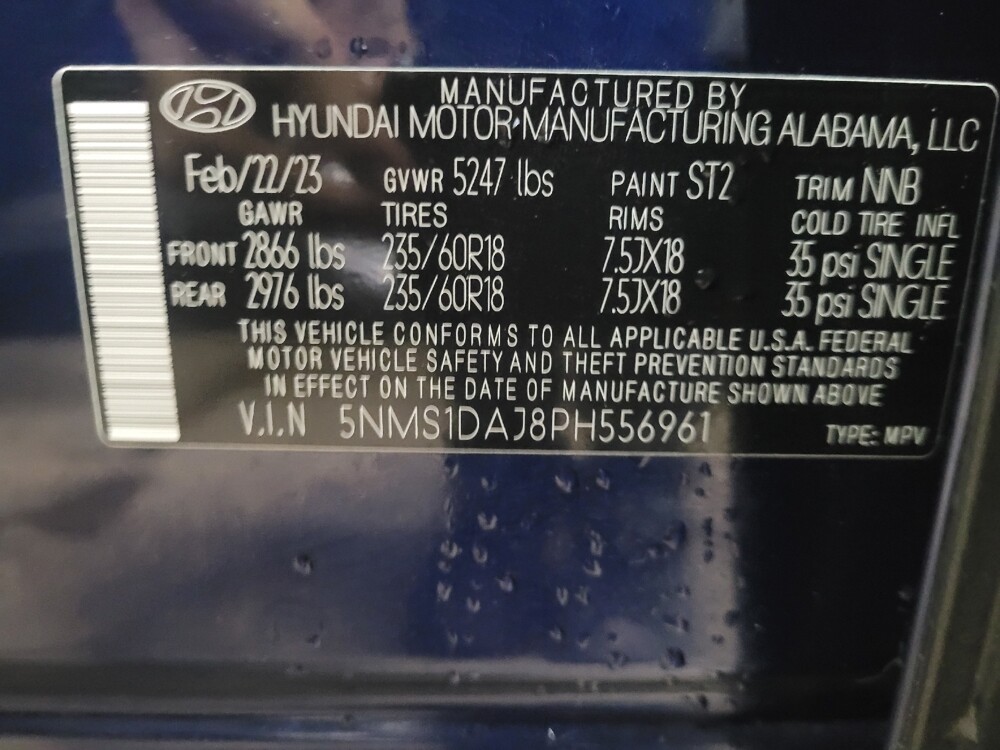 MANUFACTURED BY
HYUNDAI MOTOR MANUFACTURING ALABAMA, LLC
Feb/22/23 GVWR 5247 lbs PAINT ST2 TRIM NNB
GAWR TIRES RIMS COLD TIRE INFL
FRONT 2866 lbs 235/60R18 7.5JX18 35 psi SINGLE
REAR 2976 lbs 235/60R18 7.5JX18 35 psi SINGLE
THIS VEHICLE CONFORMS TO ALL APPLICABLE U.S.A. FEDERAL
MOTOR VEHICLE SAFETY AND THEFT PREVENTION STANDARDS
IN EFFECT ON THE DATE OF MANUFACTURE SHOWN ABOVE
V.I.N 5NMS1DAJ8PH556961 TYPE: MPV